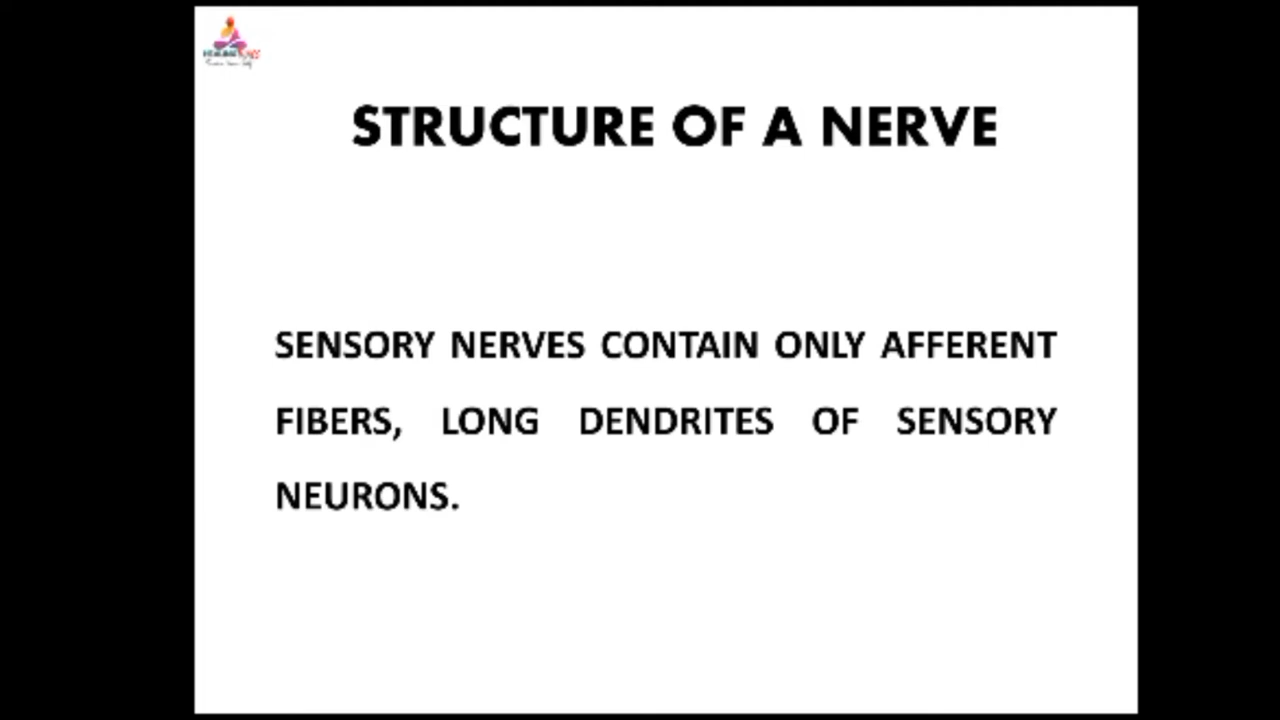 STRUCTURE OF A NERVE
SENSORY NERVES CONTAIN ONLY AFFERENT
FIBERS, LONG DENDRITES OF SENSORY
NEURONS.